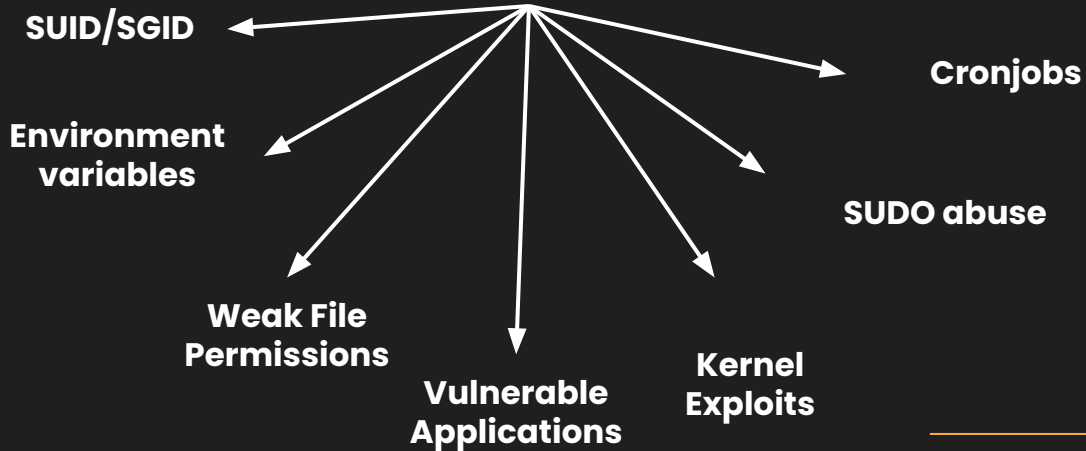 SUID/SGID
Cronjobs
Environment
variables
SUDO abuse
Weak File
Permissions
Kernel
Exploits
Vulnerable
Applications